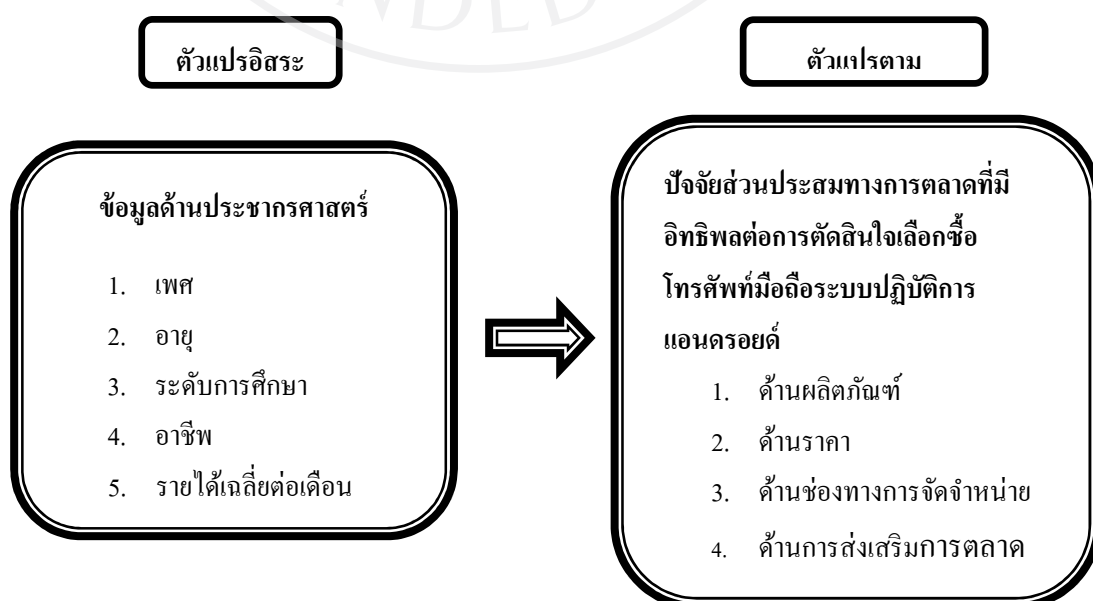 ตัวแปรอิสระ
ตัวแปรตาม
ข้อมูลด้านประชากรศาสตร์
1. เพศ
2. อายุ
3. ระดับการศึกษา
4. อาชีพ
5. รายได้เฉลี่ยต่อเดือน
ปัจจัยส่วนประสมทางการตลาดที่มี
อิทธิพลต่อการตัดสินใจเลือกซื้อ
โทรศัพท์มือถือระบบปฏิบัติการ
แอนดรอยด์
1. ด้านผลิตภัณฑ์
2. ด้านราคา
3. ด้านช่องทางการจัดจำหน่าย
4. ด้านการส่งเสริมการตลาด